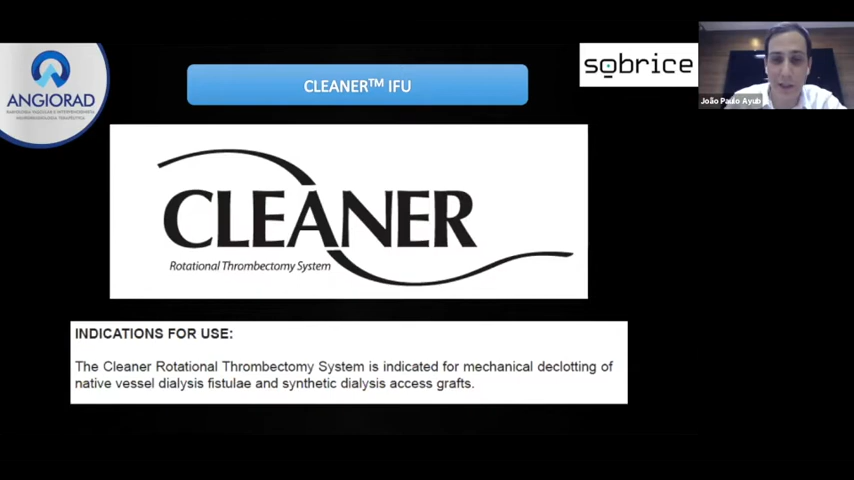 ANGIORAD
CLEANER™ IFU
sobrice
João Paulo Ayub
CLEANER
Rotational Thrombectomy System
INDICATIONS FOR USE:
The Cleaner Rotational Thrombectomy System is indicated for mechanical declotting of
native vessel dialysis fistulae and synthetic dialysis access grafts.